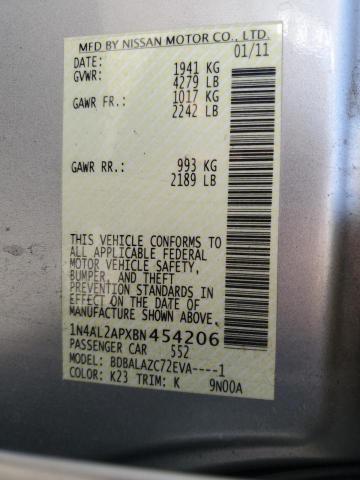 MFD BY NISSAN MOTOR CO., LTD.
DATE: 01/11
GVWR: 1941 KG
4279 LB
GAWR FR.: 1017 KG
2242 LB
GAWR RR.: 993 KG
2189 LB
THIS VEHICLE CONFORMS TO
ALL APPLICABLE FEDERAL
MOTOR VEHICLE SAFETY,
BUMPER, AND THEFT
PREVENTION STANDARDS IN
EFFECT ON THE DATE OF
MANUFACTURE SHOWN ABOVE.
1N4AL2APXBN454206
PASSENGER CAR 552
MODEL: BDBALAZC72EVA----1
COLOR: K23 TRIM: K 9N00A